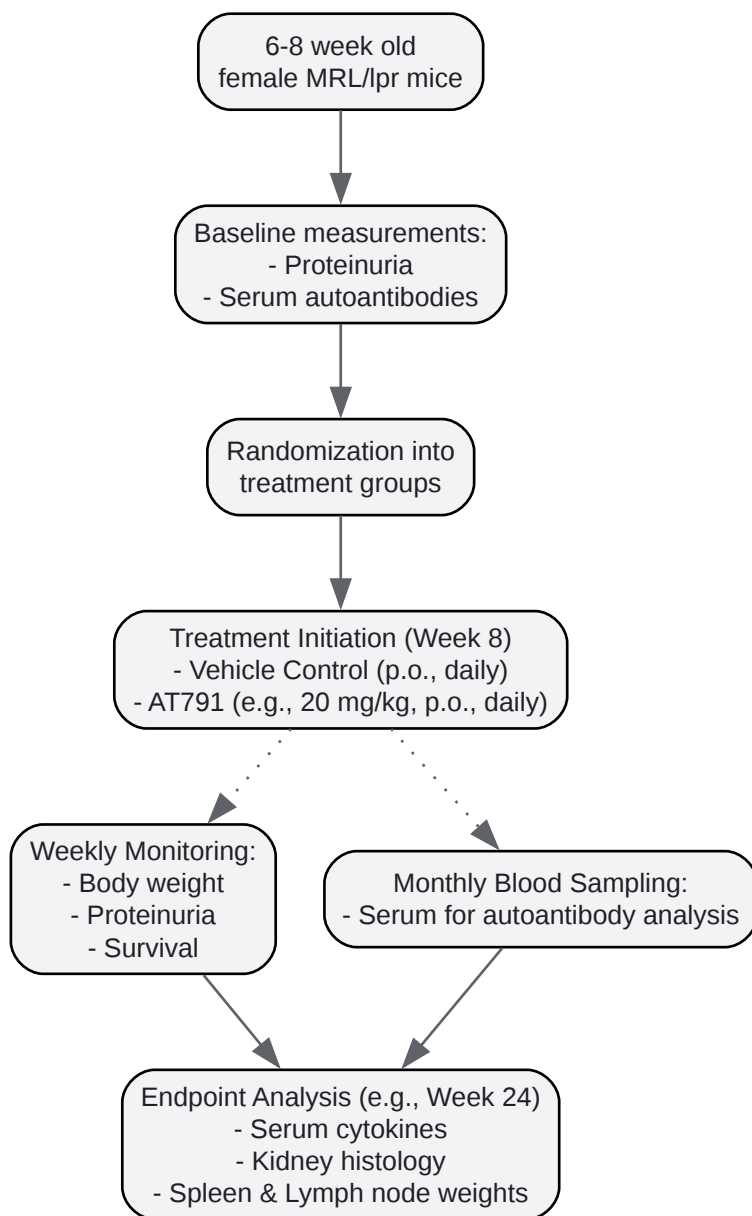 6-8 week old
female MRL/lpr mice
Baseline measurements:
- Proteinuria
- Serum autoantibodies
Randomization into
treatment groups
Treatment Initiation (Week 8)
- Vehicle Control (p.o., daily)
- AT791 (e.g., 20 mg/kg, p.o., daily)
Weekly Monitoring:
- Body weight
- Proteinuria
- Survival
Monthly Blood Sampling:
- Serum for autoantibody analysis
Endpoint Analysis (e.g., Week 24)
- Serum cytokines
- Kidney histology
- Spleen & Lymph node weights